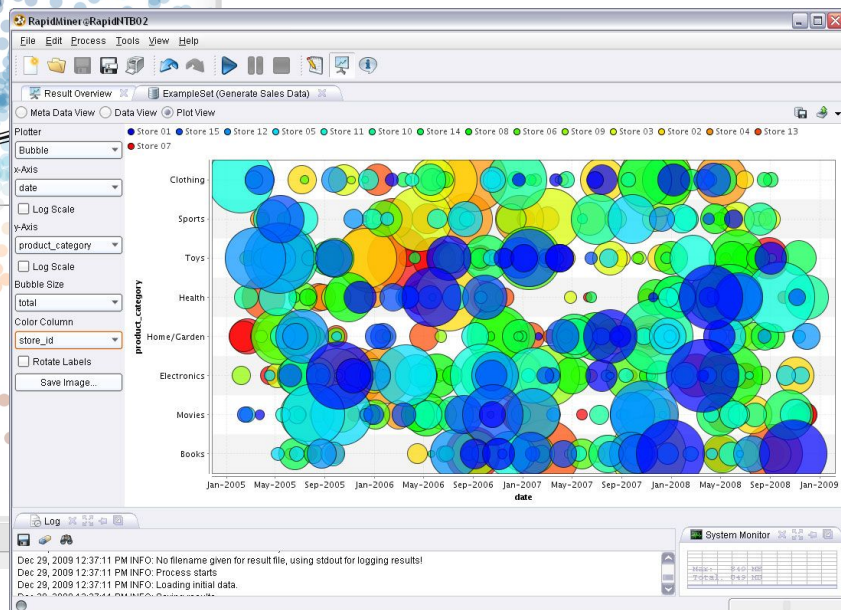 RapidMiner@RapidNTB02
File Edit Process Tools View Help
Result Overview ExampleSet (Generate Sales Data)
Meta Data View Data View Plot View
Plotter
Bubble
x-Axis
date
Log Scale
y-Axis
product_category
Log Scale
Bubble Size
total
Color Column
store_id
Rotate Labels
Save Image...
Store 01 Store 15 Store 12 Store 05 Store 11 Store 10 Store 14 Store 08 Store 06 Store 09 Store 03 Store 02 Store 04 Store 13
Store 07
product_category
Clothing
Sports
Toys
Health
Home/Garden
Electronics
Movies
Books
Jan-2005 May-2005 Sep-2005 Jan-2006 May-2006 Sep-2006 Jan-2007 May-2007 Sep-2007 Jan-2008 May-2008 Sep-2008 Jan-2009
date
Log
Dec 29, 2009 12:37:11 PM INFO: No filename given for result file, using stdout for logging results!
Dec 29, 2009 12:37:11 PM INFO: Process starts
Dec 29, 2009 12:37:11 PM INFO: Loading initial data.
System Monitor
Max: 840 MB
Total: